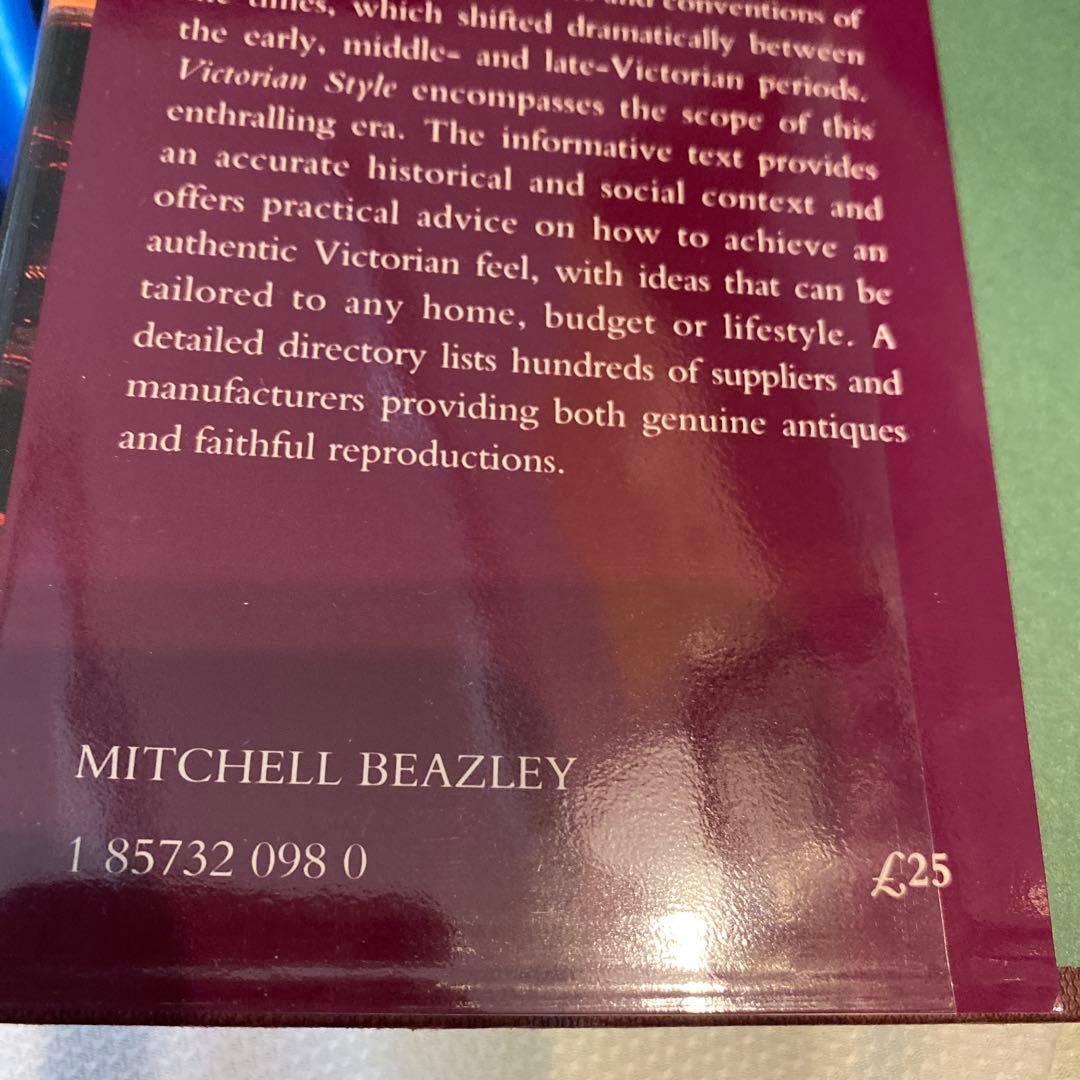 times, which shifted dramatically between
the early, middle- and late-Victorian periods.
Victorian Style encompasses the scope of this
enthralling era. The informative text provides
an accurate historical and social context and
offers practical advice on how to achieve an
authentic Victorian feel, with ideas that can be
tailored to any home, budget or lifestyle. A
detailed directory lists hundreds of suppliers and
manufacturers providing both genuine antiques
and faithful reproductions.
MITCHELL BEAZLEY
1 85732 098 0
£25